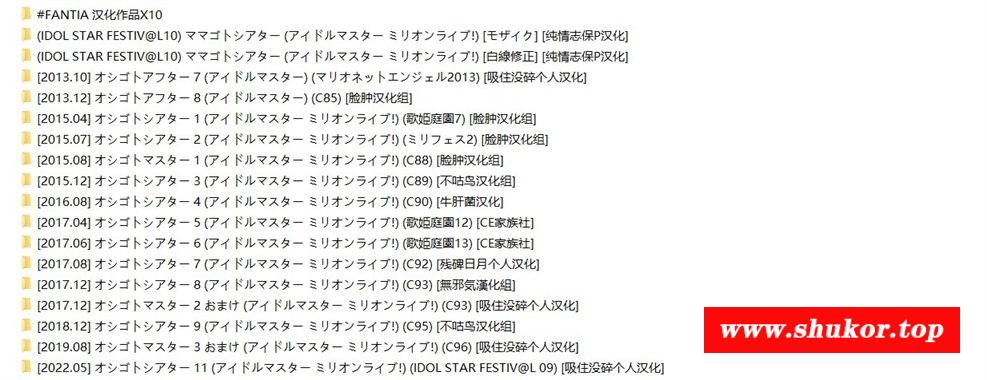 #FANTIA 汉化作品X10
(IDOL STAR FESTIV@L10) ママゴトシアター (アイドルマスター ミリオンライブ!) [モザイク] [纯情志保P汉化]
(IDOL STAR FESTIV@L10) ママゴトシアター (アイドルマスター ミリオンライブ!) [白線修正] [纯情志保P汉化]
[2013.10] オシゴトアフター 7 (アイドルマスター) (マリオネットエンジェル2013) [吸住没碎个人汉化]
[2013.12] オシゴトアフター 8 (アイドルマスター) (C85) [脸肿汉化组]
[2015.04] オシゴトシアター 1 (アイドルマスター ミリオンライブ!) (歌姫庭園7) [脸肿汉化组]
[2015.07] オシゴトシアター 2 (アイドルマスター ミリオンライブ!) (ミリフェス2) [脸肿汉化组]
[2015.08] オシゴトマスター 1 (アイドルマスター ミリオンライブ!) (C88) [脸肿汉化组]
[2015.12] オシゴトシアター 3 (アイドルマスター ミリオンライブ!) (C89) [不咕鸟汉化组]
[2016.08] オシゴトシアター 4 (アイドルマスター ミリオンライブ!) (C90) [牛肝菌汉化]
[2017.04] オシゴトシアター 5 (アイドルマスター ミリオンライブ!) (歌姫庭園12) [CE家族社]
[2017.06] オシゴトシアター 6 (アイドルマスター ミリオンライブ!) (歌姫庭園13) [CE家族社]
[2017.08] オシゴトシアター 7 (アイドルマスター ミリオンライブ!) (C92) [残碑日月个人汉化]
[2017.12] オシゴトシアター 8 (アイドルマスター ミリオンライブ!) (C93) [無邪気漢化組]
[2017.12] オシゴトマスター 2 おまけ (アイドルマスター ミリオンライブ!) (C93) [吸住没碎个人汉化]
[2018.12] オシゴトシアター 9 (アイドルマスター ミリオンライブ!) (C95) [不咕鸟汉化组]
[2019.08] オシゴトマスター 3 おまけ (アイドルマスター ミリオンライブ!) (C96) [吸住没碎个人汉化]
[2022.05] オシゴトシアター 11 (アイドルマスター ミリオンライブ!) (IDOL STAR FESTIV@L 09) [吸住没碎个人汉化]
www.shukor.top